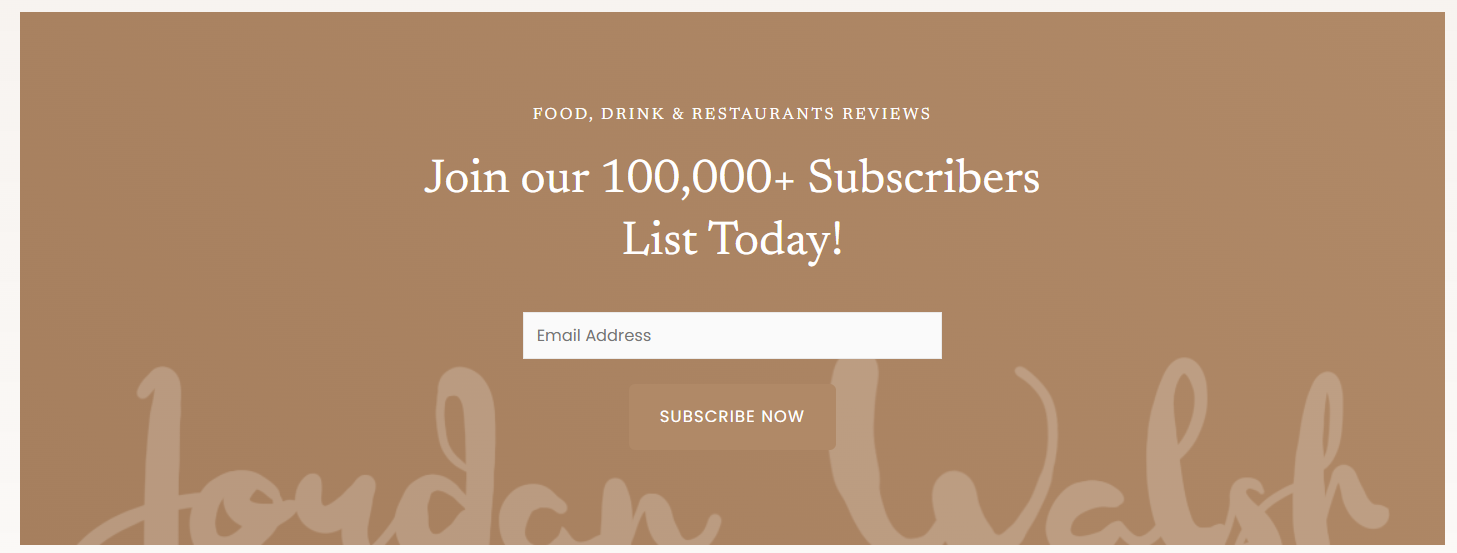 FOOD, DRINK & RESTAURANTS REVIEWS
Join our 100,000+ Subscribers
List Today!
Email Address
SUBSCRIBE NOW
Jordan Walsh